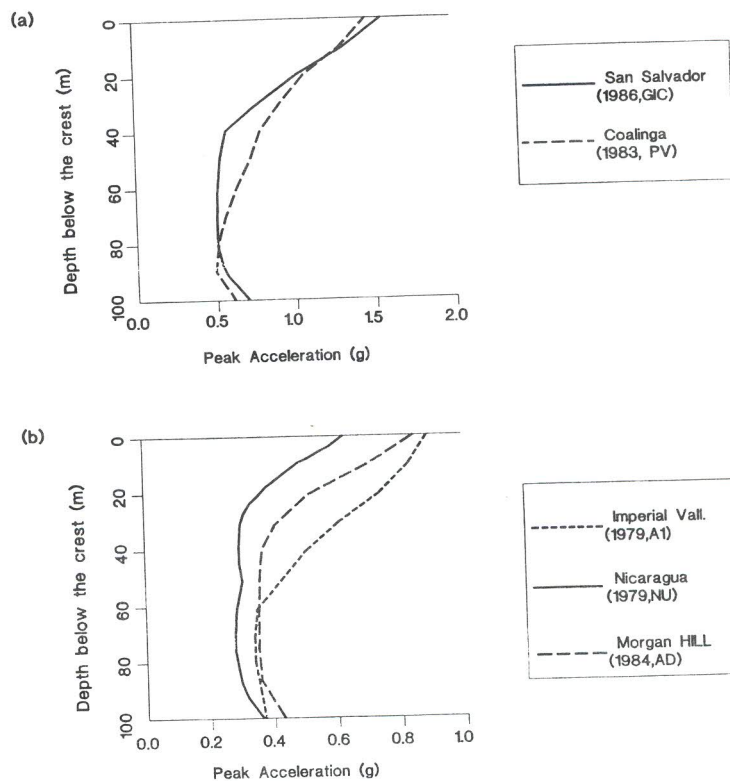 (a)
0
20
40
60
80
100
Depth below the crest (m)
0.0
0.5
1.0
1.5
2.0
Peak Acceleration (g)
San Salvador
(1986,GIC)
Coalinga
(1983, PV)
(b)
0
20
40
60
80
100
Depth below the crest (m)
0.0
0.2
0.4
0.6
0.8
1.0
Peak Acceleration (g)
Imperial Vall.
(1979,A1)
Nicaragua
(1979,NU)
Morgan HILL
(1984,AD)